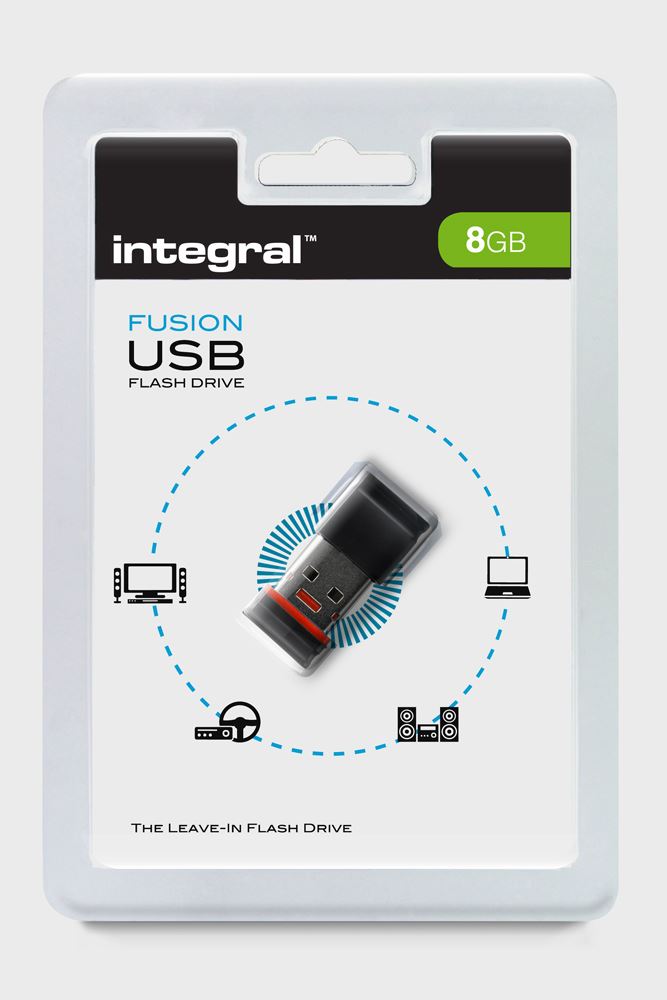 integral™
8GB
FUSION
USB
FLASH DRIVE
THE LEAVE-IN FLASH DRIVE